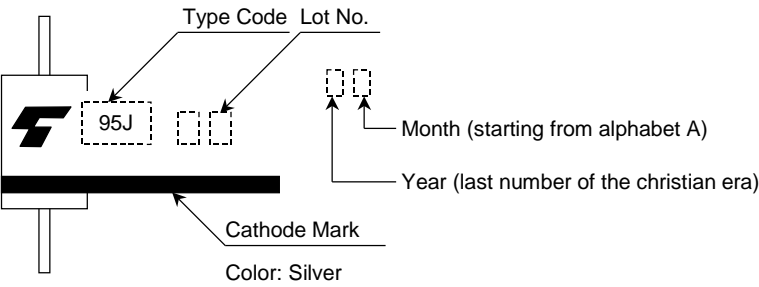 Type Code
Lot No.
95J
Month (starting from alphabet A)
Year (last number of the christian era)
Cathode Mark
Color: Silver